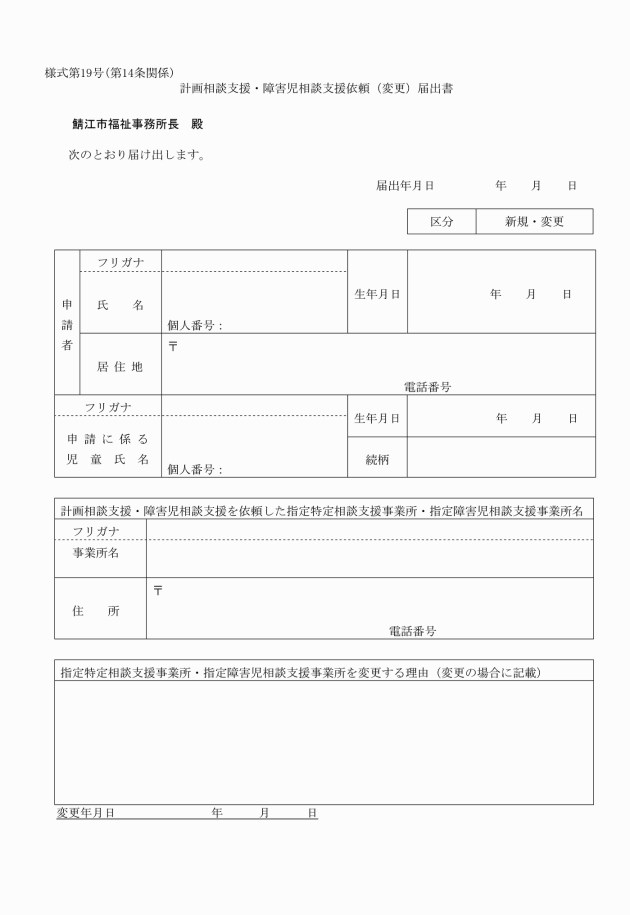 様式第19号(第14条関係)
計画相談支援・障害児相談支援依頼（変更）届出書
鯖江市福祉事務所長　殿
次のとおり届け出します。
届出年月日　　　　　年　　月　　日
区分　新規・変更
申請者
フリガナ
氏　　名
個人番号：
生年月日
年　　月　　日
居 住 地
〒
電話番号
フリガナ
申 請 に 係 る
児　童　氏　名
個人番号：
生年月日
年　　月　　日
続柄
計画相談支援・障害児相談支援を依頼した指定特定相談支援事業所・指定障害児相談支援事業所名
フリガナ
事業所名
住　　所
〒
電話番号
指定特定相談支援事業所・指定障害児相談支援事業所を変更する理由（変更の場合に記載）
変更年月日　　　　　　　　年　　　月　　　日